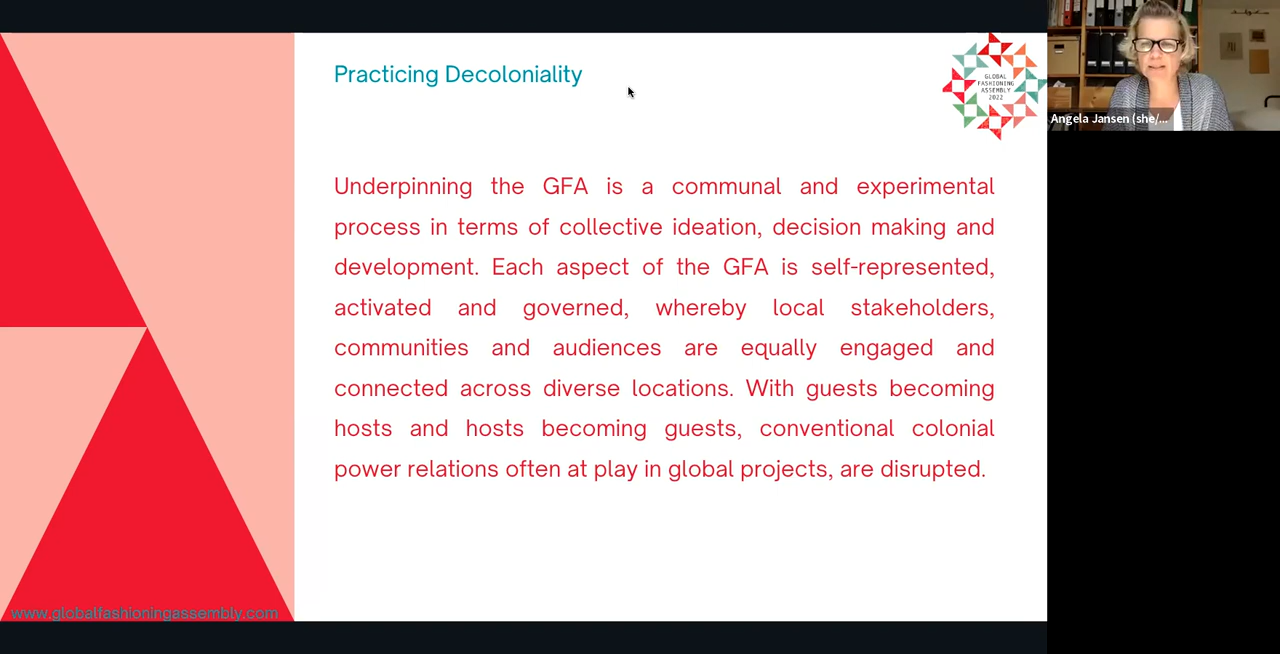 Practicing Decoloniality
GLOBAL
FASHIONING
ASSEMBLY
2022
Angela Jansen (she/...
Underpinning the GFA is a communal and experimental
process in terms of collective ideation, decision making and
development. Each aspect of the GFA is self-represented,
activated and governed, whereby local stakeholders,
communities and audiences are equally engaged and
connected across diverse locations. With guests becoming
hosts and hosts becoming guests, conventional colonial
power relations often at play in global projects, are disrupted.
www.globalfashioningassembly.com